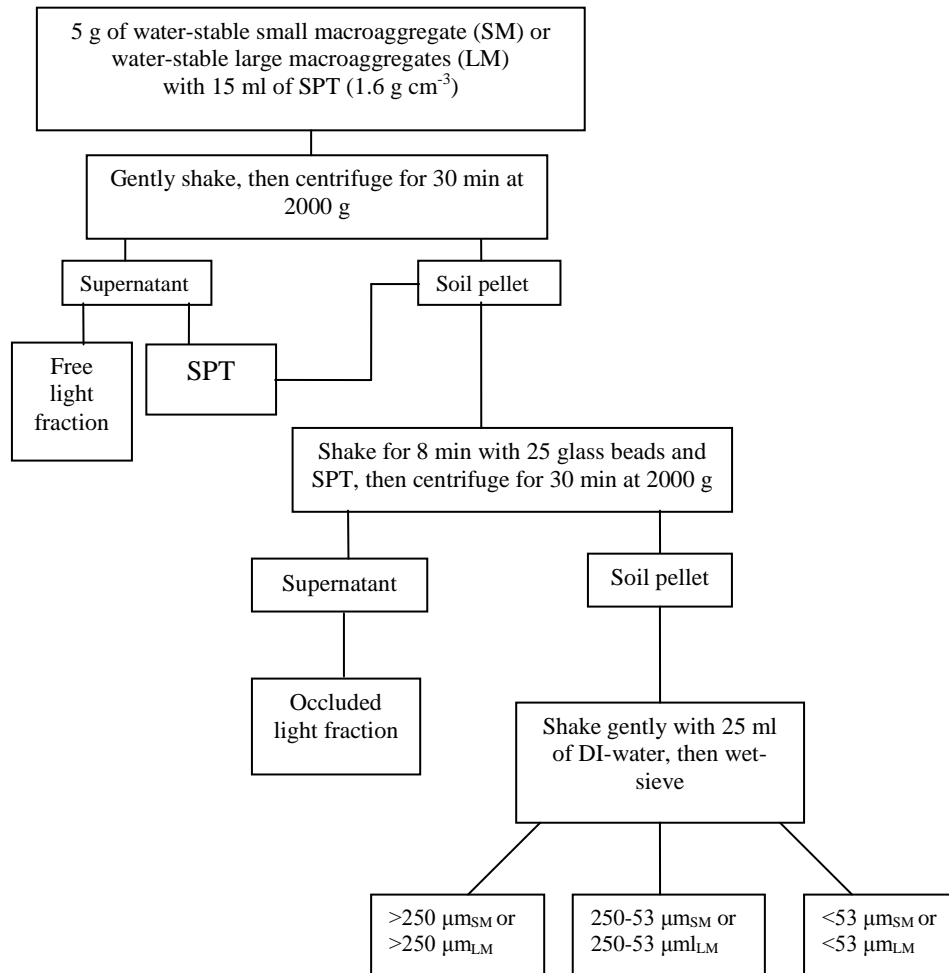 5 g of water-stable small macroaggregate (SM) or
water-stable large macroaggregates (LM)
with 15 ml of SPT (1.6 g cm⁻³)
Gently shake, then centrifuge for 30 min at
2000 g
Supernatant
Soil pellet
Free
light
fraction
SPT
Shake for 8 min with 25 glass beads and
SPT, then centrifuge for 30 min at 2000 g
Supernatant
Soil pellet
Occluded
light fraction
Shake gently with 25 ml
of DI-water, then wet-
sieve
>250 μmSM or
>250 μmLM
250-53 μmSM or
250-53 μmlLM
<53 μmSM or
<53 μmLM